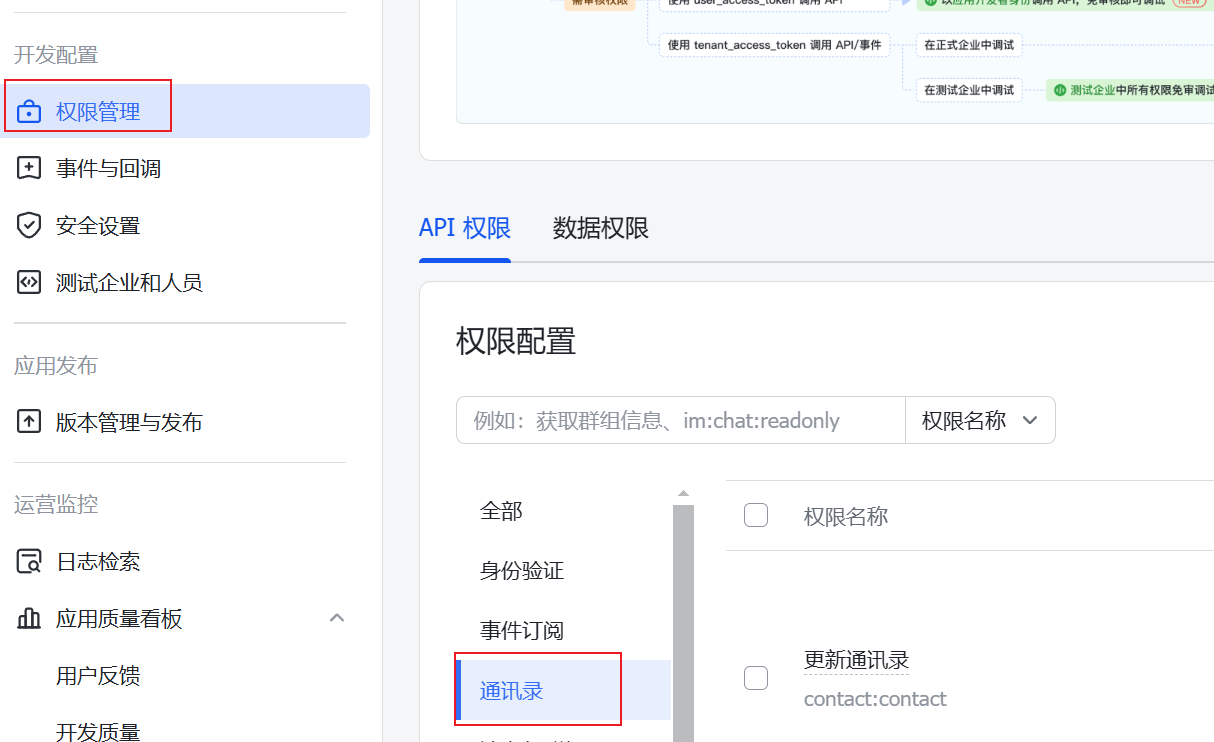 开发配置
权限管理
事件与回调
安全设置
测试企业和人员
应用发布
版本管理与发布
运营监控
日志检索
应用质量看板
用户反馈
开发质量
需审核权限
使用 user_access_token 调用 API
以应用开发者身份调用 API，免审核即可调试
NEW
使用 tenant_access_token 调用 API/事件
在正式企业中调试
在测试企业中调试
测试企业中所有权限免审调试
API 权限
数据权限
权限配置
例如：获取群组信息、im:chat:readonly
权限名称
全部
身份验证
事件订阅
通讯录
权限名称
更新通讯录
contact:contact